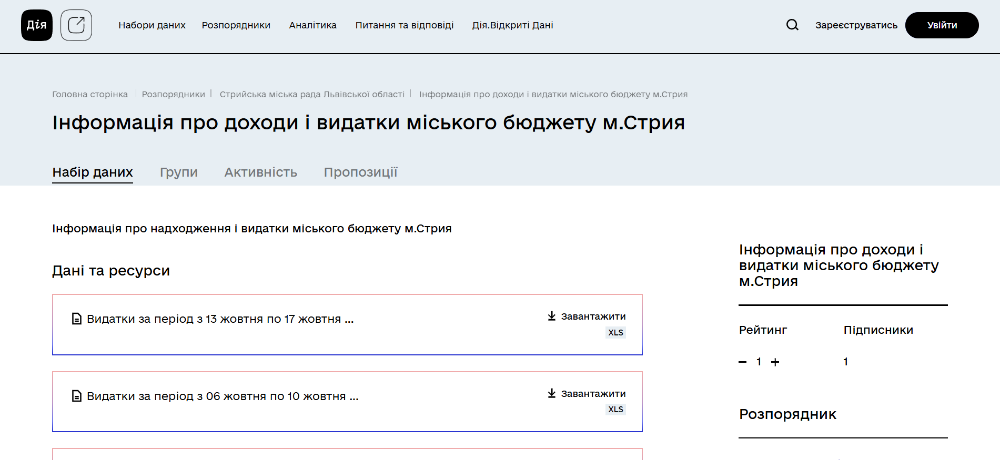 Дія
Набори даних
Розпорядники
Аналітика
Питання та відповіді
Дія.Відкриті Дані
Зареєструватись
Увійти
Головна сторінка
Розпорядники
Стрийська міська рада Львівської області
Інформація про доходи і видатки міського бюджету м.Стрия
Інформація про доходи і видатки міського бюджету м.Стрия
Набір даних
Групи
Активність
Пропозиції
Інформація про надходження і видатки міського бюджету м.Стрия
Дані та ресурси
Видатки за період з 13 жовтня по 17 жовтня ...
Завантажити
XLS
Видатки за період з 06 жовтня по 10 жовтня ...
Завантажити
XLS
Інформація про доходи і
видатки міського бюджету
м.Стрия
Рейтинг
Підписники
− 1 +
1
Розпорядник